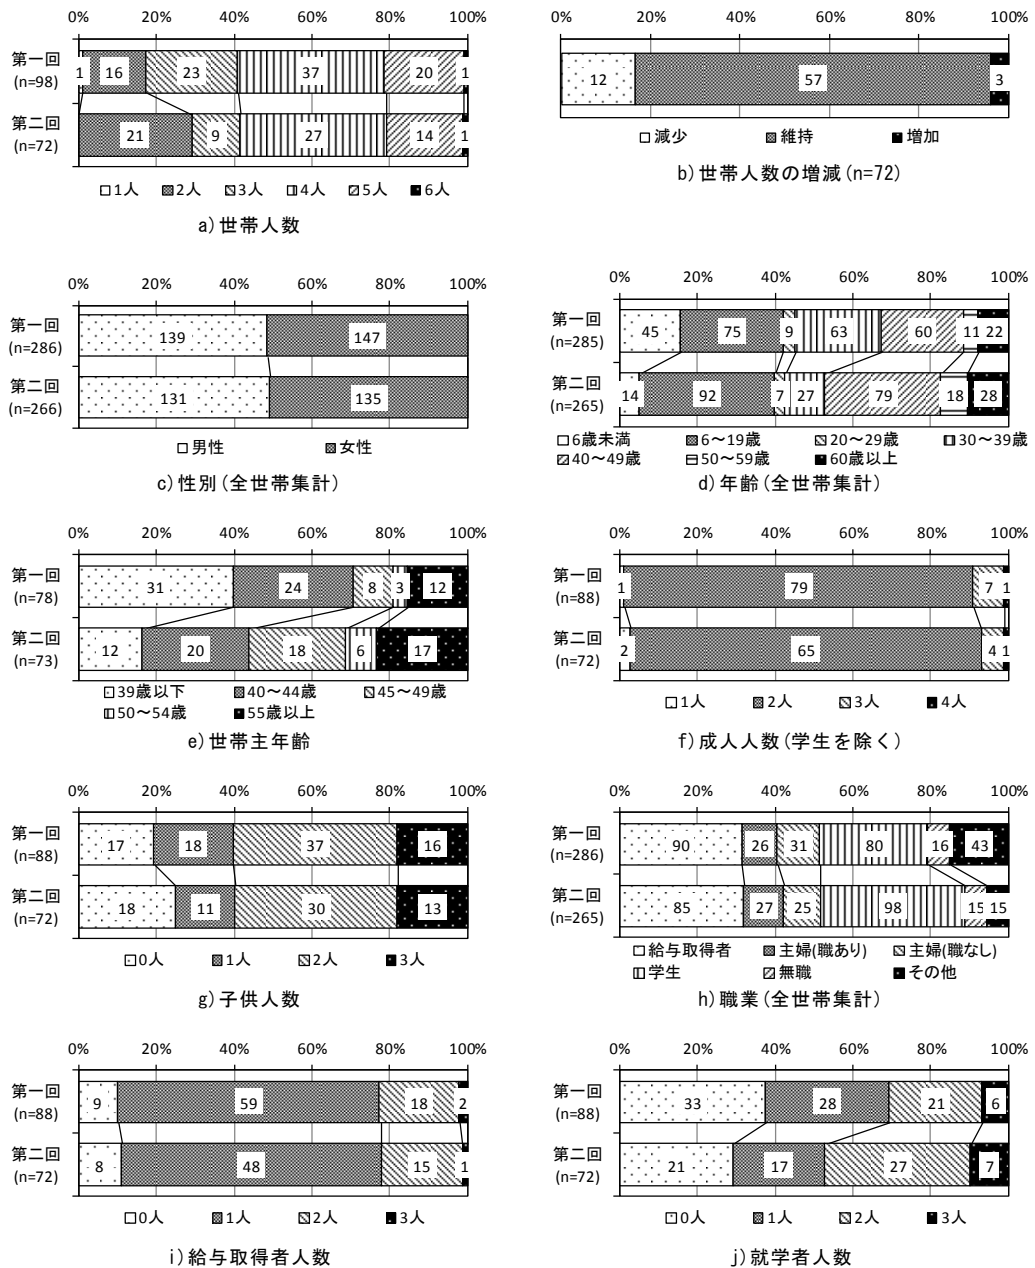 0% 20% 40% 60% 80% 100%
第一回
(n=98)
1 16 23 37 20 1
第二回
(n=72)
21 9 27 14 1
1人 2人 3人 4人 5人 6人
a)世帯人数
0% 20% 40% 60% 80% 100%
12 57 3
減少 維持 増加
b)世帯人数の増減(n=72)
0% 20% 40% 60% 80% 100%
第一回
(n=286)
139 147
第二回
(n=266)
131 135
男性 女性
c)性別(全世帯集計)
0% 20% 40% 60% 80% 100%
第一回
(n=285)
45 75 9 63 60 11 22
第二回
(n=265)
14 92 7 27 79 18 28
6歳未満 6～19歳 20～29歳 30～39歳
40～49歳 50～59歳 60歳以上
d)年齢(全世帯集計)
0% 20% 40% 60% 80% 100%
第一回
(n=78)
31 24 8 3 12
第二回
(n=73)
12 20 18 6 17
39歳以下 40～44歳 45～49歳
50～54歳 55歳以上
e)世帯主年齢
0% 20% 40% 60% 80% 100%
第一回
(n=88)
1 79 7 1
第二回
(n=72)
2 65 4 1
1人 2人 3人 4人
f)成人人数(学生を除く)
0% 20% 40% 60% 80% 100%
第一回
(n=88)
17 18 37 16
第二回
(n=72)
18 11 30 13
0人 1人 2人 3人
g)子供人数
0% 20% 40% 60% 80% 100%
第一回
(n=286)
90 26 31 80 16 43
第二回
(n=265)
85 27 25 98 15 15
給与取得者 主婦(職あり) 主婦(職なし)
学生 無職 その他
h)職業(全世帯集計)
0% 20% 40% 60% 80% 100%
第一回
(n=88)
9 59 18 2
第二回
(n=72)
8 48 15 1
0人 1人 2人 3人
i)給与取得者人数
0% 20% 40% 60% 80% 100%
第一回
(n=88)
33 28 21 6
第二回
(n=72)
21 17 27 7
0人 1人 2人 3人
j)就学者人数